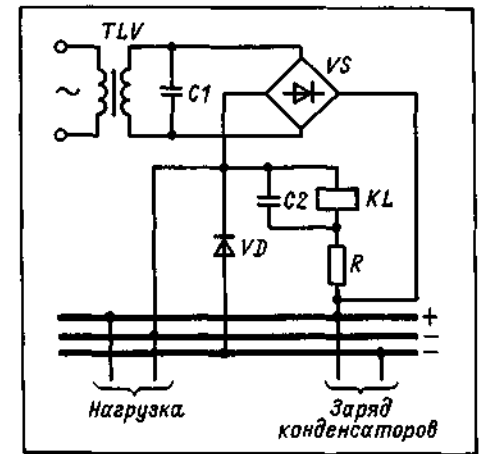 TLV
VS
~
C1
C2
KL
VD
R
+
−
−
Нагрузка
Заряд
конденсаторов